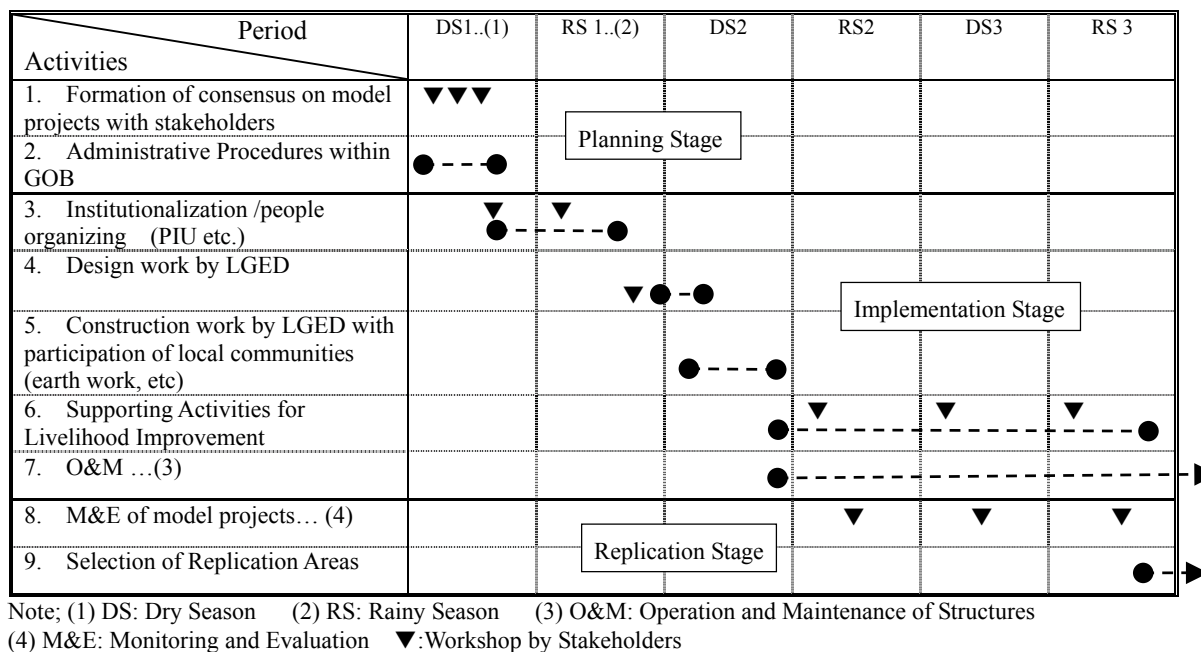 Period
Activities
DS1..(1) RS 1..(2) DS2 RS2 DS3 RS 3
1. Formation of consensus on model
projects with stakeholders
2. Administrative Procedures within
GOB
Planning Stage
3. Institutionalization /people
organizing (PIU etc.)
4. Design work by LGED
5. Construction work by LGED with
participation of local communities
(earth work, etc)
Implementation Stage
6. Supporting Activities for
Livelihood Improvement
7. O&M …(3)
8. M&E of model projects… (4)
9. Selection of Replication Areas
Replication Stage
Note; (1) DS: Dry Season (2) RS: Rainy Season (3) O&M: Operation and Maintenance of Structures
(4) M&E: Monitoring and Evaluation ▼:Workshop by Stakeholders